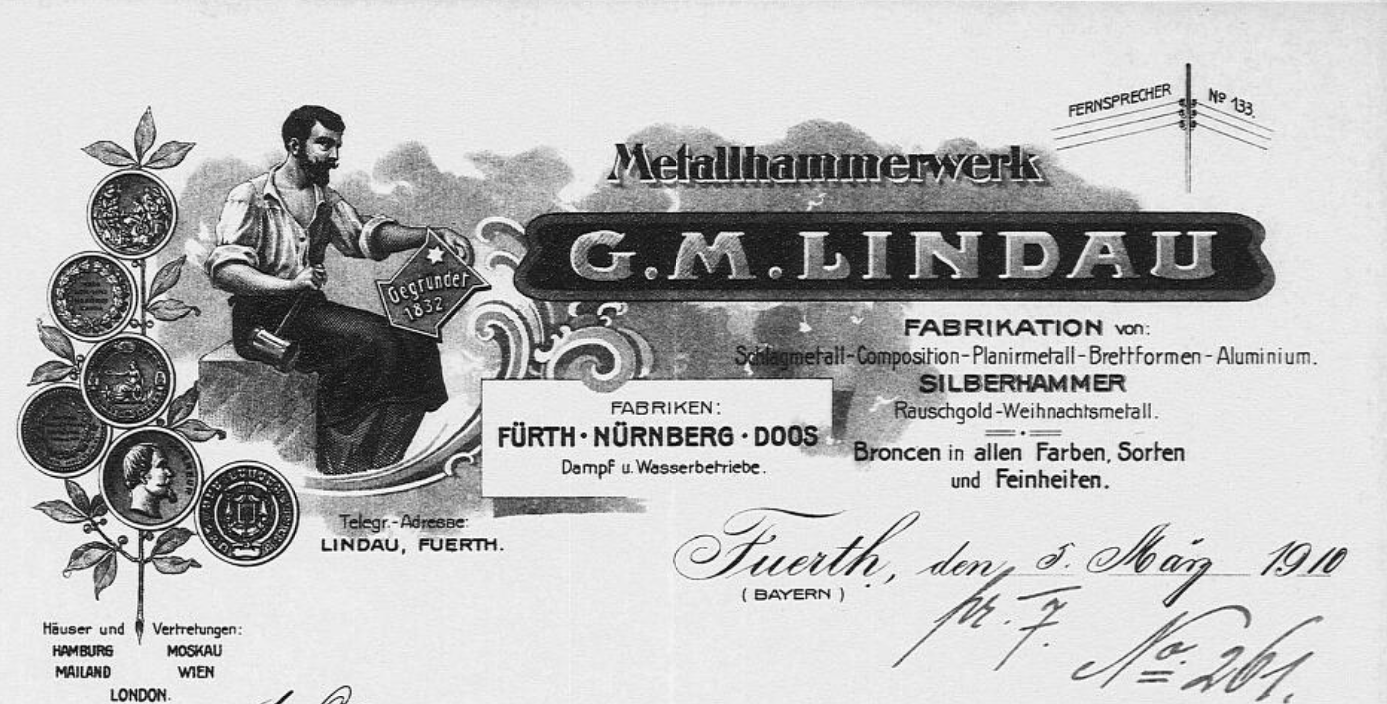 FERNSPRECHER Nº 133.
Metallhammerwerk
G.M.LINDAU
Gegründet
1832
FABRIKATION von:
Schlagmetall-Composition-Planirmetall-Brettformen-Aluminium.
SILBERHAMMER
Rauschgold-Weihnachtsmetall.
Broncen in allen Farben, Sorten
und Feinheiten.
FABRIKEN:
FÜRTH·NÜRNBERG·DOOS
Dampf u. Wasserbetriebe.
Telegr.-Adresse:
LINDAU, FUERTH.
Fuerth, den 5. März 1910
(BAYERN)
pr. 7.
No. 261.
Häuser und Vertretungen:
HAMBURG MOSKAU
MAILAND WIEN
LONDON.